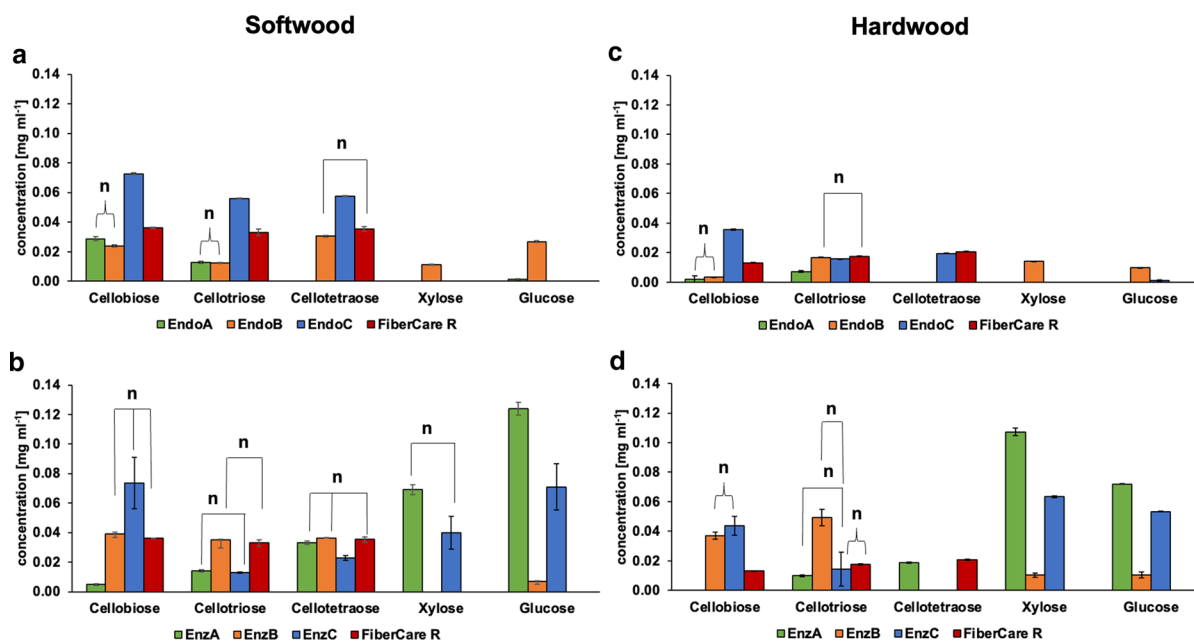 Softwood
Hardwood
a
0.14
0.12
0.10
0.08
0.06
0.04
0.02
0.00
concentration [mg ml-1]
n
n
n
Cellobiose Cellotriose Cellotetraose Xylose Glucose
EndoA EndoB EndoC FiberCare R
c
0.14
0.12
0.10
0.08
0.06
0.04
0.02
0.00
concentration [mg ml-1]
n
n
Cellobiose Cellotriose Cellotetraose Xylose Glucose
EndoA EndoB EndoC FiberCare R
b
0.14
0.12
0.10
0.08
0.06
0.04
0.02
0.00
concentration [mg ml-1]
n
n
n
n
n
Cellobiose Cellotriose Cellotetraose Xylose Glucose
EnzA EnzB EnzC FiberCare R
d
0.14
0.12
0.10
0.08
0.06
0.04
0.02
0.00
concentration [mg ml-1]
n
n
n
n
Cellobiose Cellotriose Cellotetraose Xylose Glucose
EnzA EnzB EnzC FiberCare R